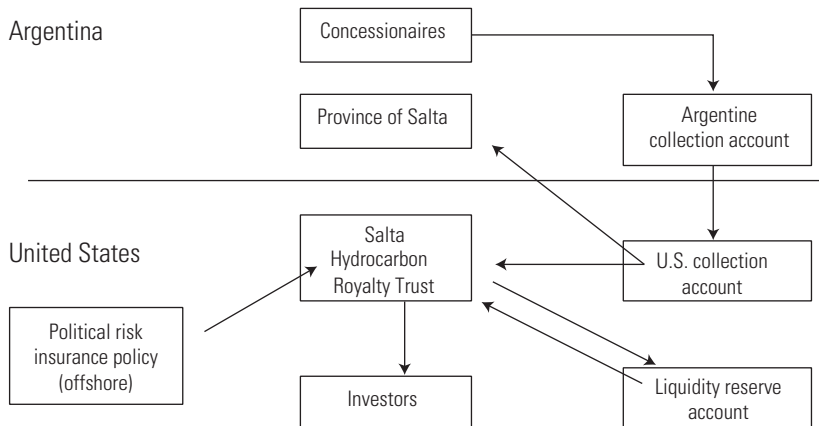 Argentina
Concessionaires
Province of Salta
Argentine
collection account
United States
Salta
Hydrocarbon
Royalty Trust
U.S. collection
account
Political risk
insurance policy
(offshore)
Investors
Liquidity reserve
account